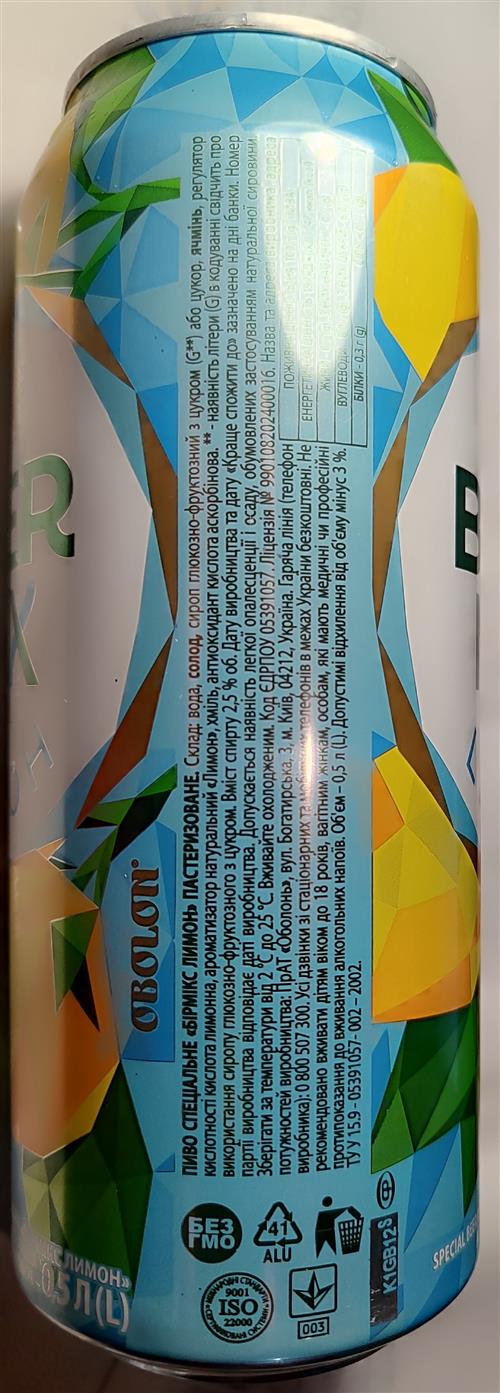 ПИВО СПЕЦІАЛЬНЕ «БІРМІКС ЛИМОН» ПАСТЕРИЗОВАНЕ. Склад: вода, солод, сироп глюкозно-фруктозний з цукром (G**) або цукор, ячмінь, регулятор
кислотності кислота лимонна, ароматизатор натуральний «Лимон», хміль, антиоксидант кислота аскорбінова. ** - наявність літери (G) в кодуванні свідчить про
використання сиропу глюкозно-фруктозного з цукром. Вміст спирту 2,5 % об. Дату виробництва та дату «Краще спожити до» зазначено на дні банки. Номер
партії виробництва відповідає даті виробництва. Допускається наявність легкої опалесценції і осаду, обумовлених застосуванням натуральної сировини.
Зберігати за температури від 2 °C до 25 °C. Вживайте охолодженим. Код ЄДРПОУ 05391057. Ліцензія № 990108202400016. Назва та адреса виробника, адреса
потужностей виробництва: ПрАТ «Оболонь», вул. Богатирська, 3, м. Київ, 04212, Україна. Гаряча лінія (телефон
виробника): 0 800 507 300. Усі дзвінки зі стаціонарних та мобільних телефонів в межах України безкоштовні. Не
рекомендовано вживати дітям віком до 18 років, вагітним жінкам, особам, які мають медичні чи професійні
протипоказання до вживання алкогольних напоїв. Об'єм – 0,5 л (L). Допустимі відхилення від об'єму мінус 3 %.
ТУ У 15.9 - 05391057 - 002 – 2002.
ВУГЛЕВОДИ
БІЛКИ - 0,3 г (g)
OBOLON®
ER
X
B
БЕЗ
ГМО
41
ALU
9001
ISO
22000
003
K1GB12
ЛИМОН»
0,5 Л (L)
SPECIAL BEER